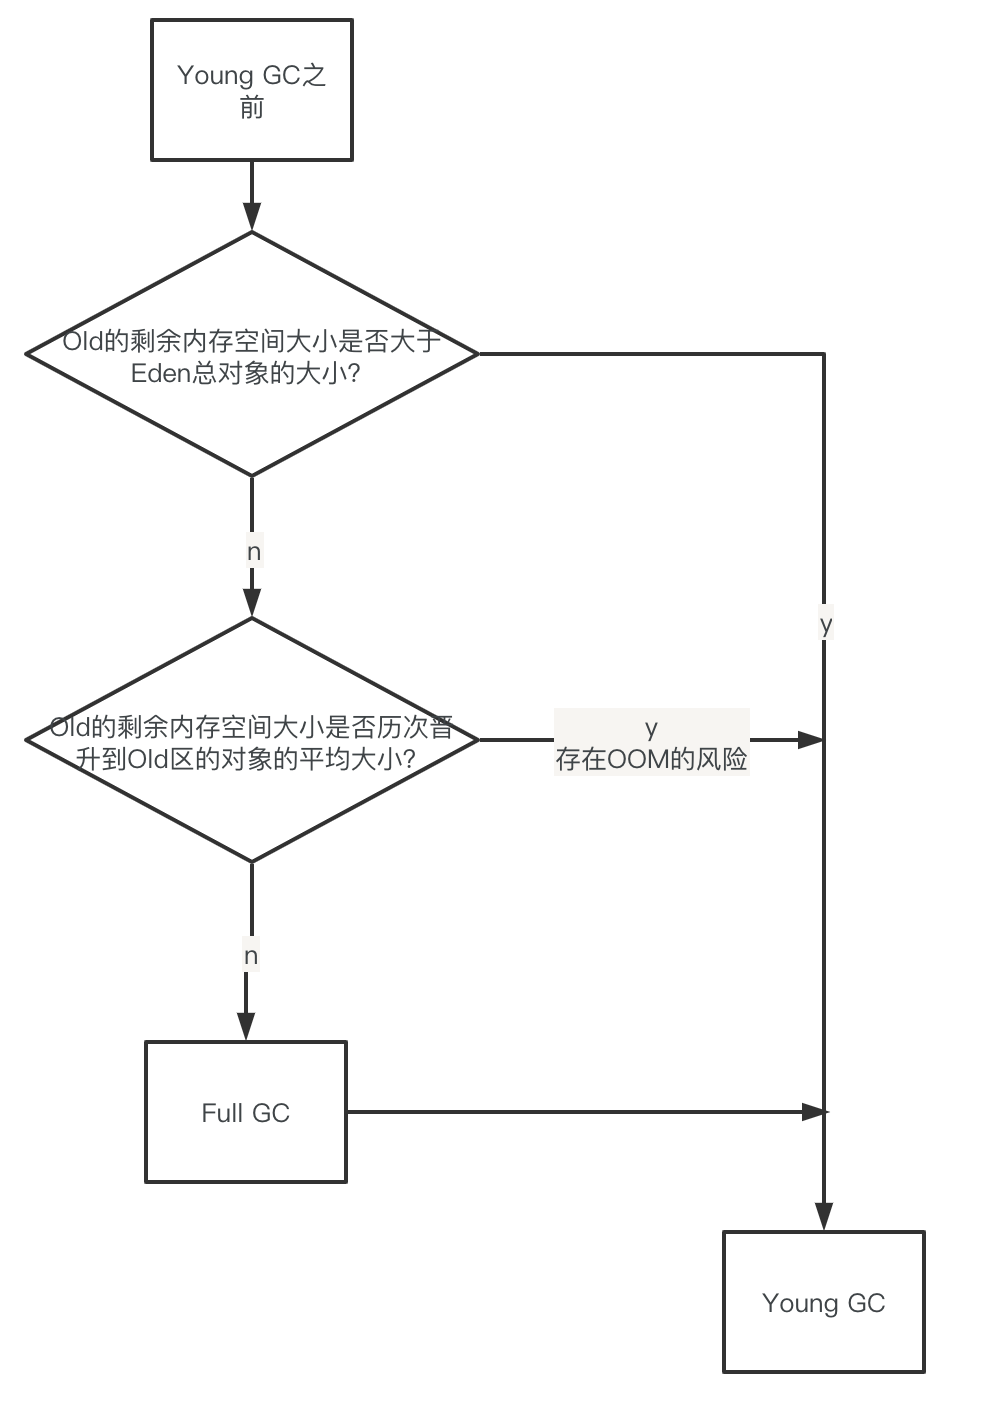 Young GC之
前
Old的剩余内存空间大小是否大于
Eden总对象的大小?
n
y
Old的剩余内存空间大小是否历次晋
升到Old区的对象的平均大小?
y
存在OOM的风险
n
Full GC
Young GC